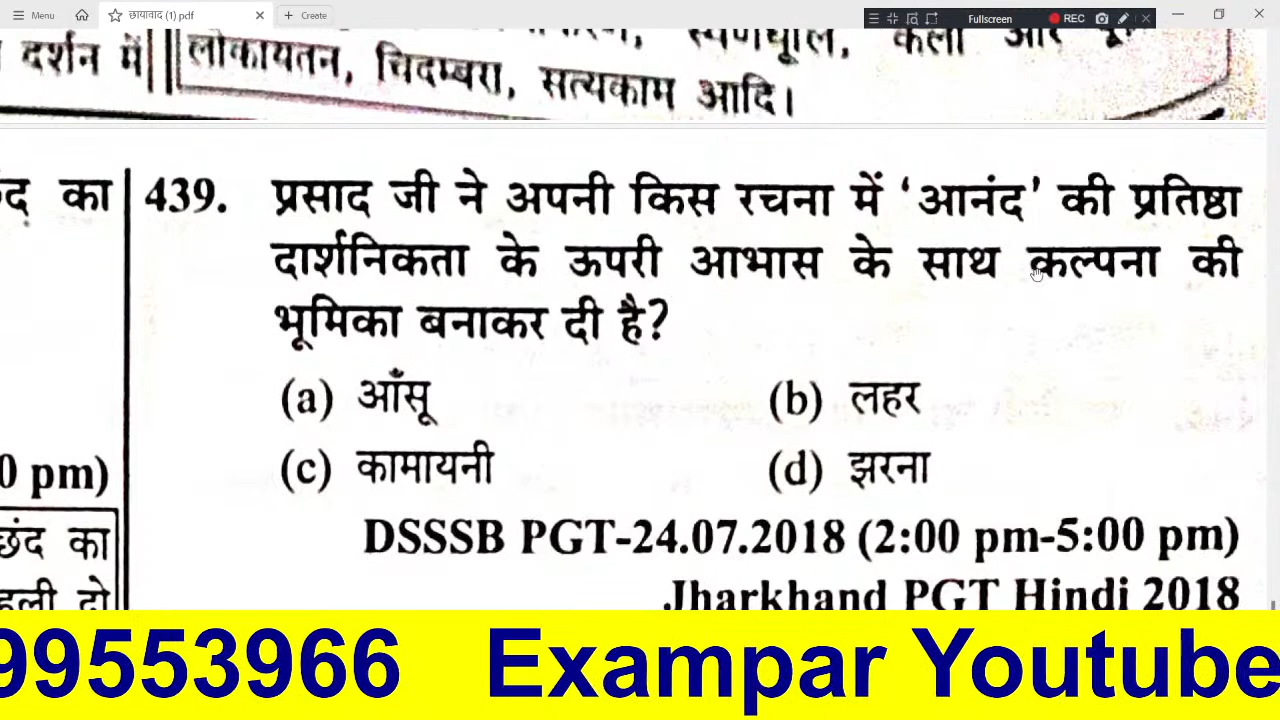 Menu
छायावाद (1).pdf
Create
Fullscreen
REC
दर्शन में
लोकायतन, चिदम्बरा, सत्यकाम आदि।
439. प्रसाद जी ने अपनी किस रचना में ‘आनंद’ की प्रतिष्ठा
दार्शनिकता के ऊपरी आभास के साथ कल्पना की
भूमिका बनाकर दी है?
(a) आँसू (b) लहर
(c) कामायनी (d) झरना
DSSSB PGT-24.07.2018 (2:00 pm-5:00 pm)
Jharkhand PGT Hindi 2018
का
0 pm)
छंद का
हली दो
99553966 Exampar Youtube